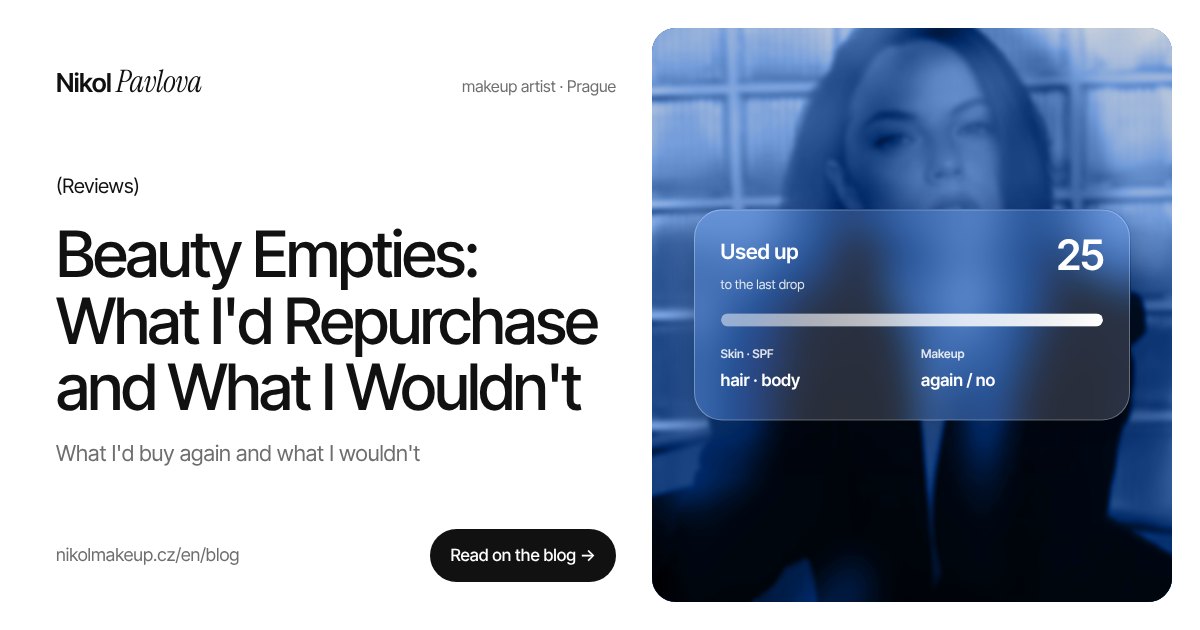 Nikol Pavlova
makeup artist · Prague
(Reviews)
Beauty Empties:
What I'd Repurchase
and What I Wouldn't
What I'd buy again and what I wouldn't
nikolmakeup.cz/en/blog
Read on the blog →
Used up
25
to the last drop
Skin · SPF
Makeup
hair · body
again / no